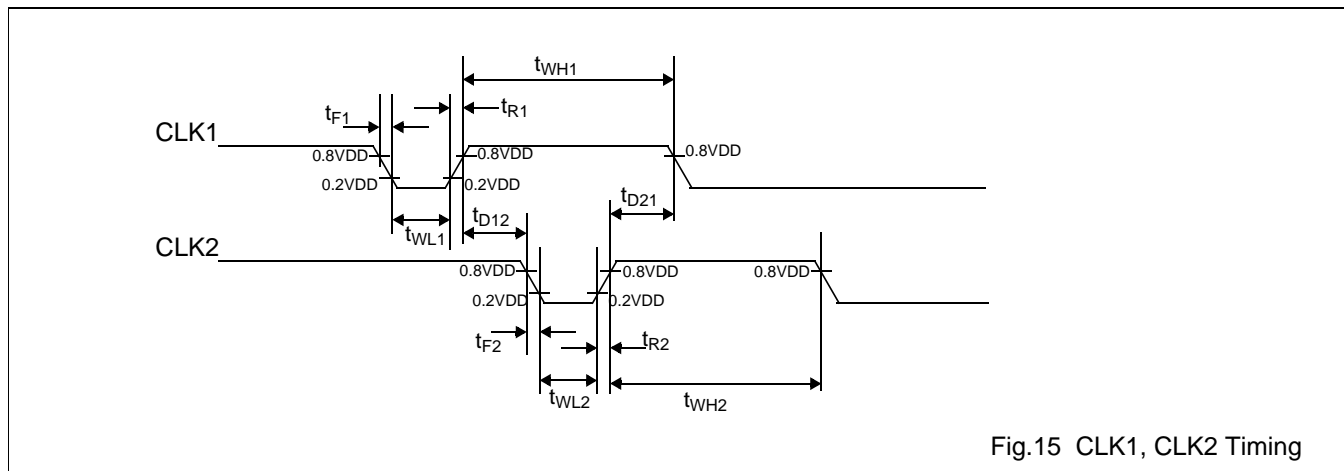 tWH1
tF1
tR1
CLK1
0.8VDD
0.8VDD
0.8VDD
0.2VDD
0.2VDD
tD12
tD21
tWL1
CLK2
0.8VDD
0.8VDD
0.8VDD
0.2VDD
0.2VDD
tF2
tR2
tWL2
tWH2
Fig.15 CLK1, CLK2 Timing